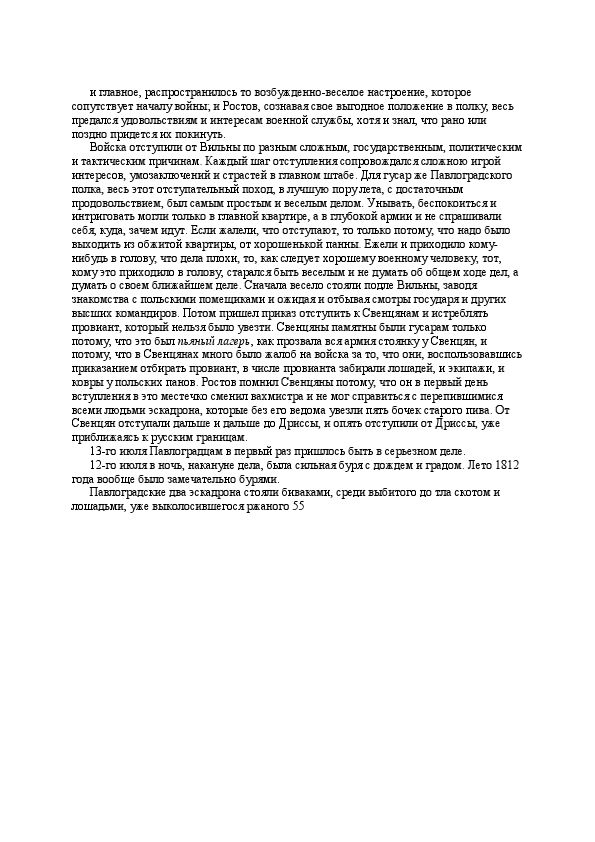 и главное, распространилось то возбужденно-веселое настроение, которое
сопутствует началу войны; и Ростов, сознавая свое выгодное положение в полку, весь
предался удовольствиям и интересам военной службы, хотя и знал, что рано или
поздно придется их покинуть.
Войска отступили от Вильны по разным сложным, государственным, политическим
и тактическим причинам. Каждый шаг отступления сопровождался сложною игрой
интересов, умозаключений и страстей в главном штабе. Для гусар же Павлоградского
полка, весь этот отступательный поход, в лучшую пору лета, с достаточным
продовольствием, был самым простым и веселым делом. Унывать, беспокоиться и
интриговать могли только в главной квартире, а в глубокой армии и не спрашивали
себя, куда, зачем идут. Если жалели, что отступают, то только потому, что надо было
выходить из обжитой квартиры, от хорошенькой панны. Ежели и приходило кому-
нибудь в голову, что дела плохи, то, как следует хорошему военному человеку, тот,
кому это приходило в голову, старался быть веселым и не думать об общем ходе дел, а
думать о своем ближайшем деле. Сначала весело стояли подле Вильны, заводя
знакомства с польскими помещиками и ожидая и отбывая смотры государя и других
высших командиров. Потом пришел приказ отступить к Свенцянам и истреблять
провиант, который нельзя было увезти. Свенцяны памятны были гусарам только
потому, что это был пьяный лагерь, как прозвала вся армия стоянку у Свенцян, и
потому, что в Свенцянах много было жалоб на войска за то, что они, воспользовавшись
приказанием отбирать провиант, в числе провианта забирали лошадей, и экипажи, и
ковры у польских панов. Ростов помнил Свенцяны потому, что он в первый день
вступления в это местечко сменил вахмистра и не мог справиться с перепившимися
всеми людьми эскадрона, которые без его ведома увезли пять бочек старого пива. От
Свенцян отступали дальше и дальше до Дриссы, и опять отступили от Дриссы, уже
приближаясь к русским границам.
13-го июля Павлоградцам в первый раз пришлось быть в серьезном деле.
12-го июля в ночь, накануне дела, была сильная буря с дождем и градом. Лето 1812
года вообще было замечательно бурями.
Павлоградские два эскадрона стояли биваками, среди выбитого до тла скотом и
лошадьми, уже выколосившегося ржаного 55